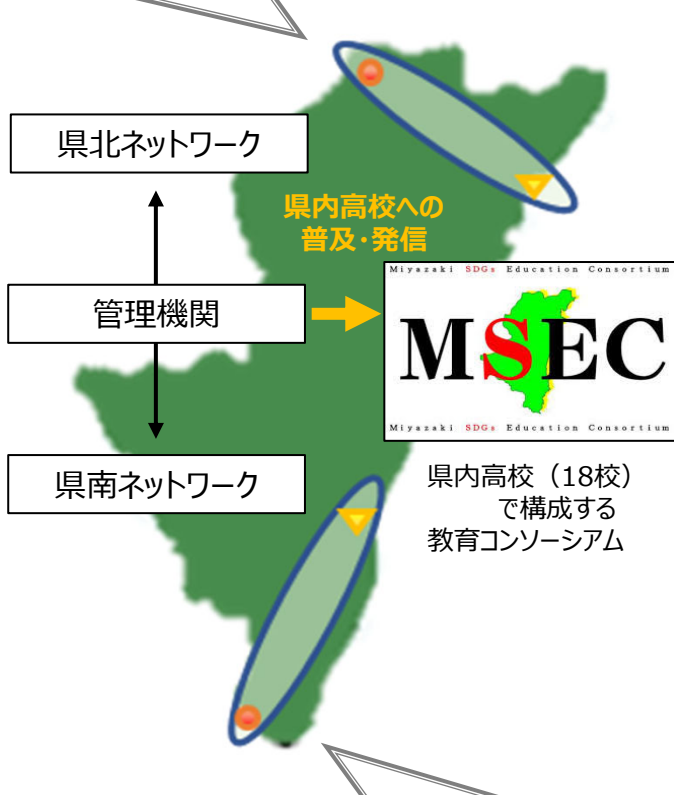 県北ネットワーク
県内高校への
普及・発信
管理機関
Miyazaki SDGs Education Consortium
MSEC
Miyazaki SDGs Education Consortium
県南ネットワーク
県内高校（18校）
で構成する
教育コンソーシアム